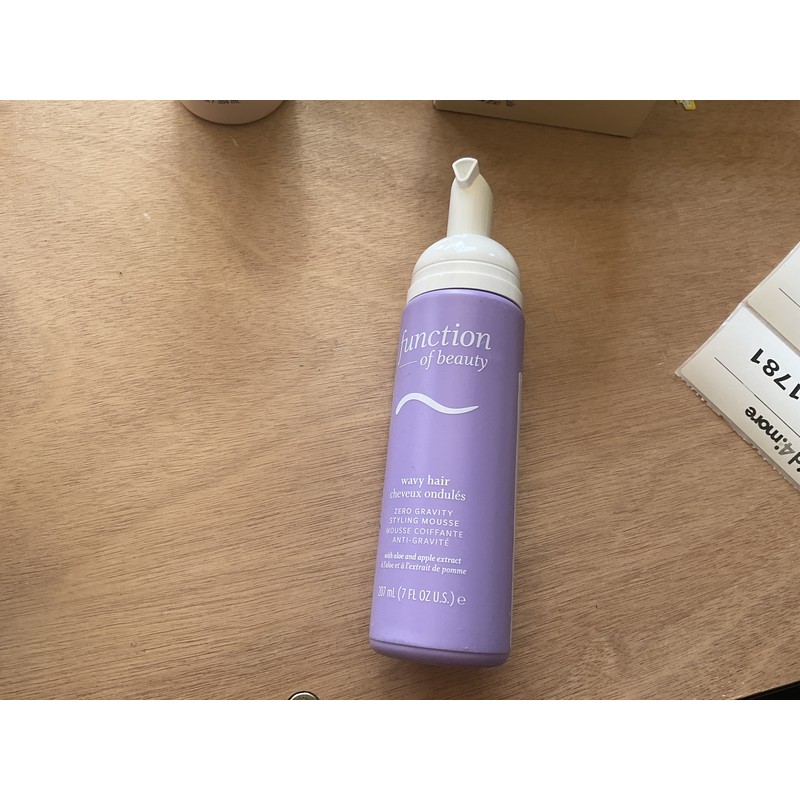 function
of beauty
wavy hair
cheveux ondulés
ZERO GRAVITY
STYLING MOUSSE
MOUSSE COIFFANTE
ANTI-GRAVITÉ
with aloe and apple extract
à l'aloe et à l'extrait de pomme
207 mL (7 FL OZ U.S.) e
1781
4:more